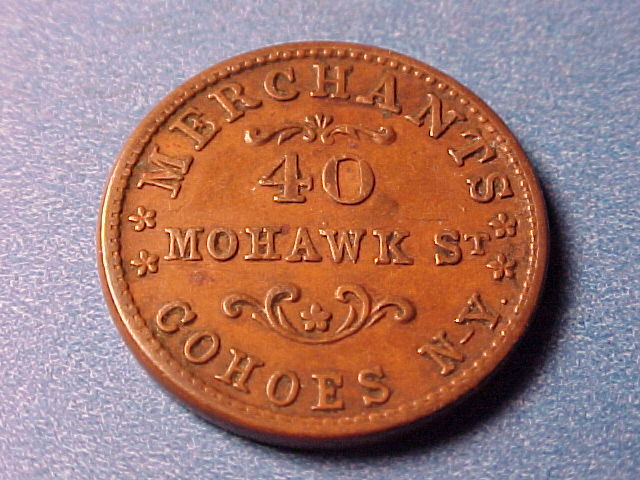 MERCHANTS
40
MOHAWK ST
COHOES N-Y.